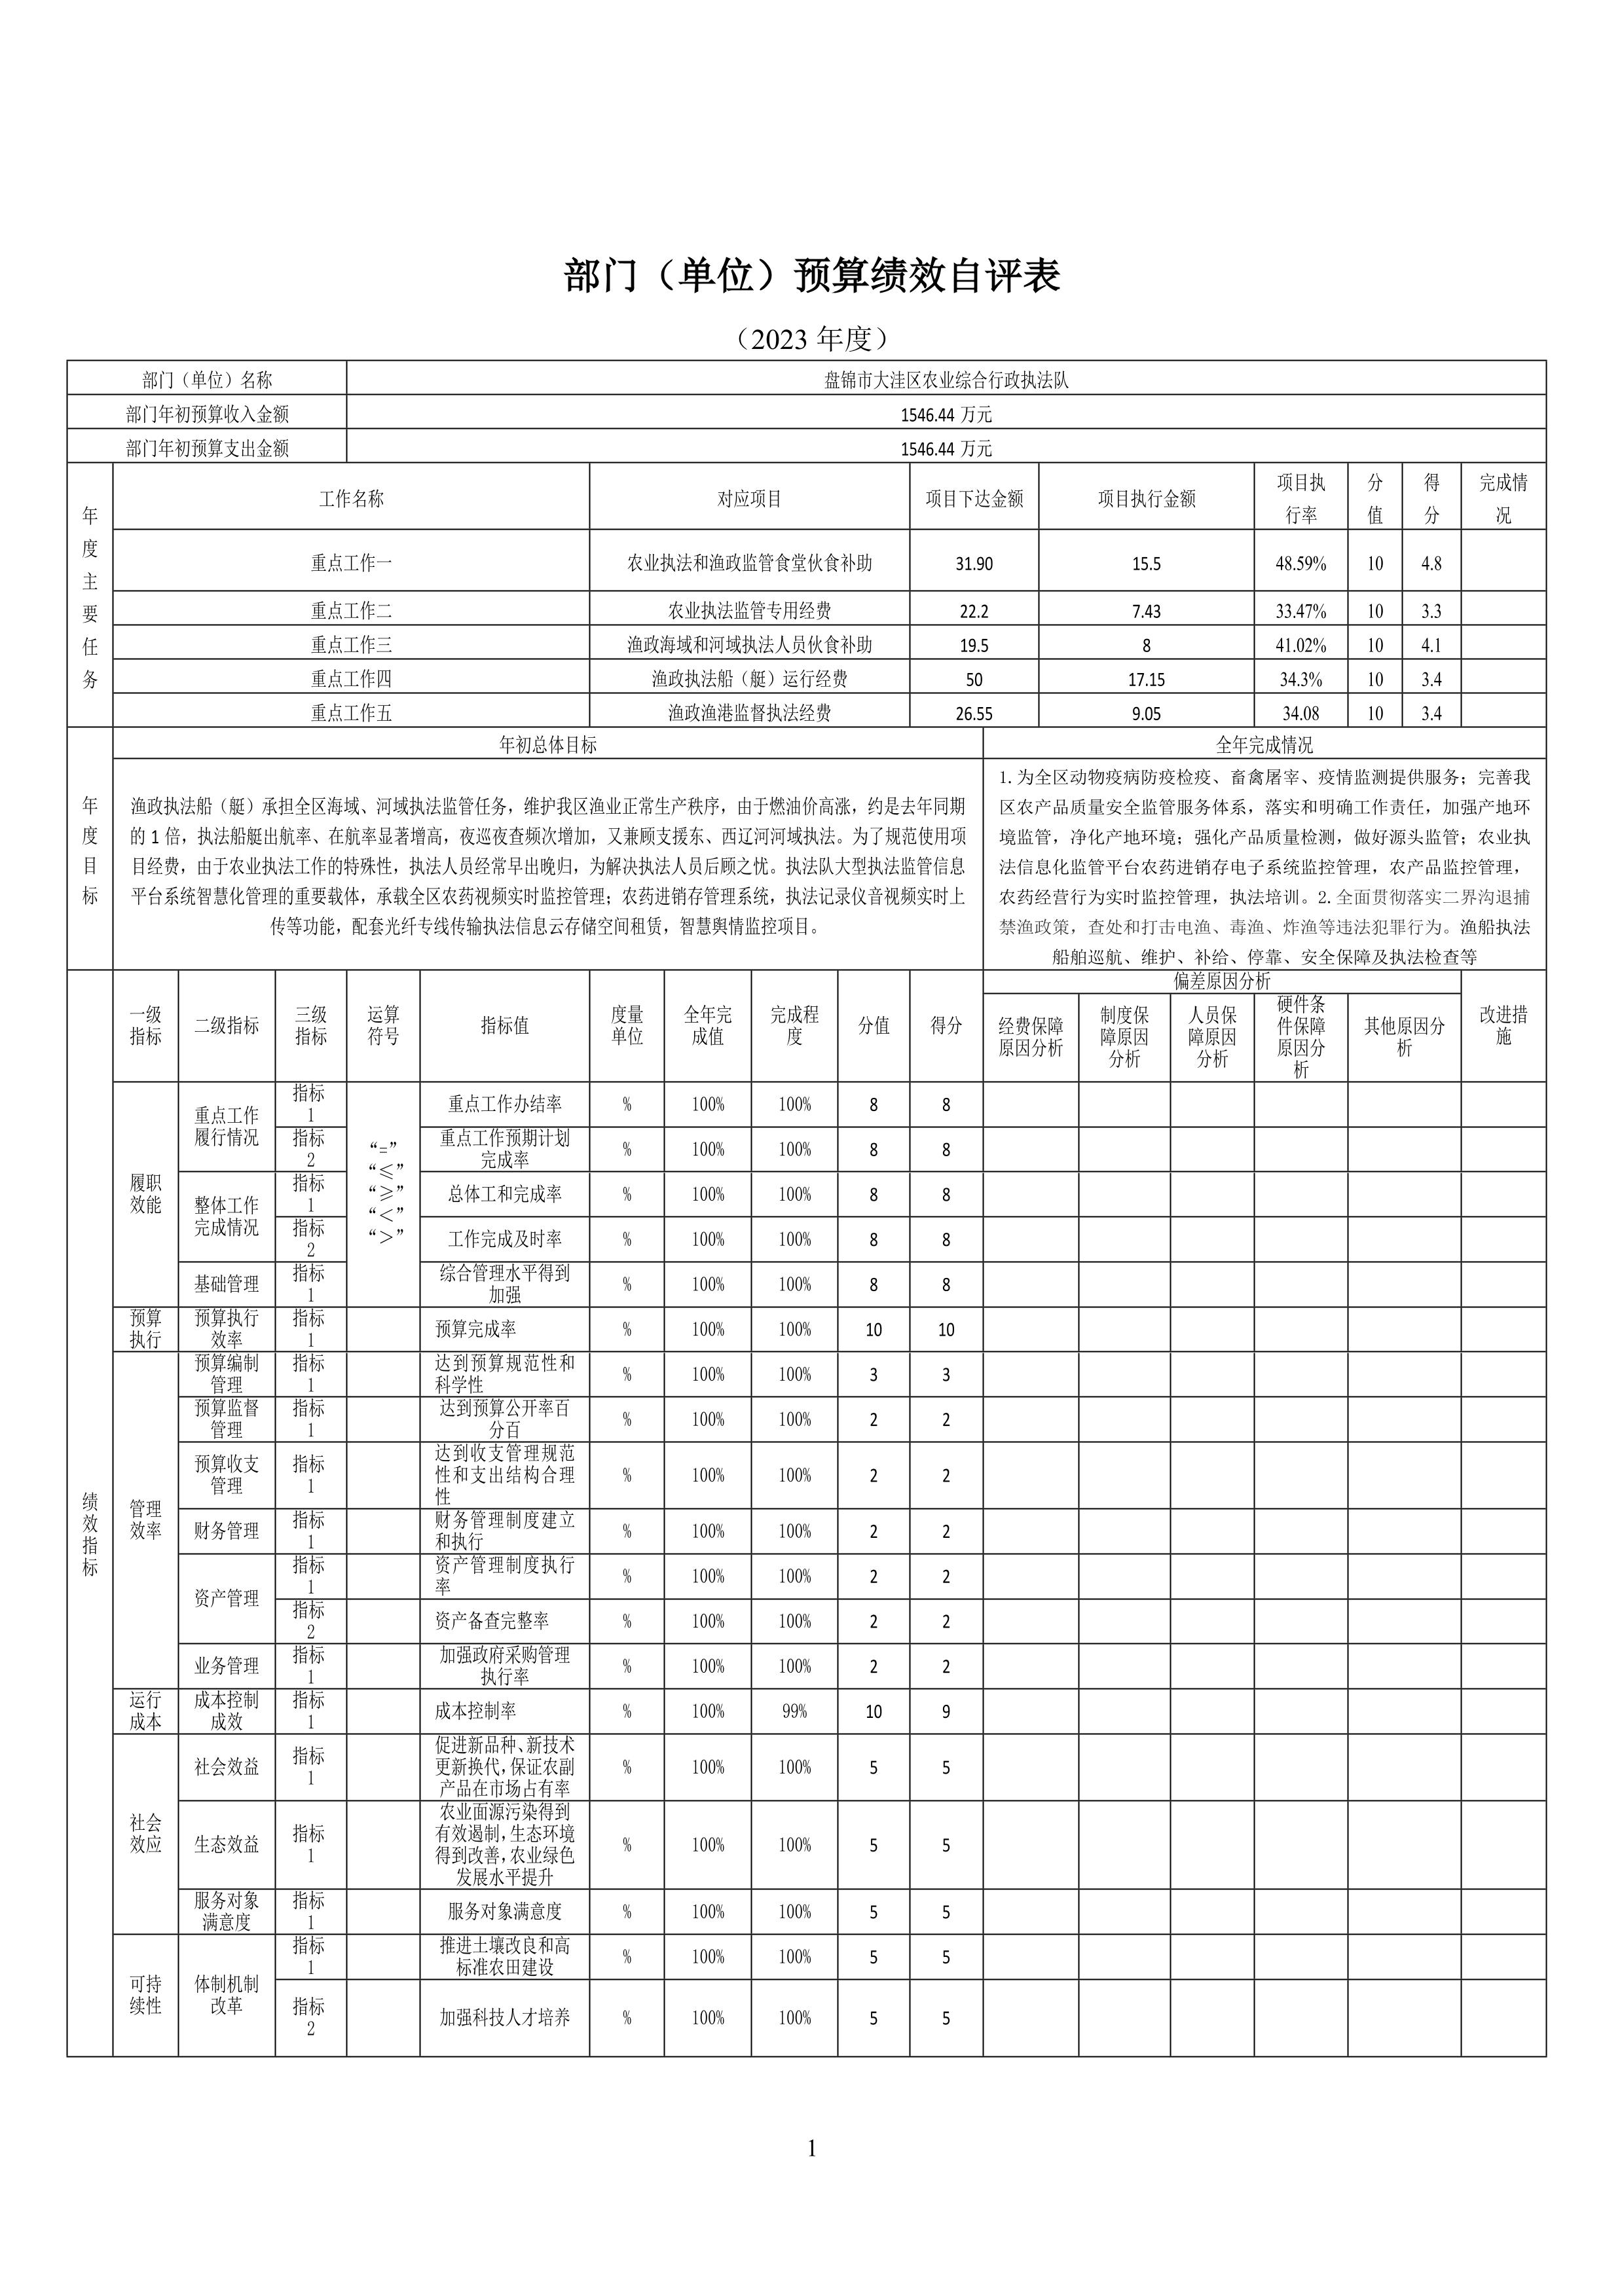 部门（单位）预算绩效自评表
（2023 年度）
部门（单位）名称 盘锦市大洼区农业综合行政执法队
部门年初预算收入金额 1546.44 万元
部门年初预算支出金额 1546.44 万元
年度主要任务
工作名称 对应项目 项目下达金额 项目执行金额 项目执行率 分值 得分 完成情况
重点工作一 农业执法和渔政监管食堂伙食补助 31.90 15.5 48.59% 10 4.8
重点工作二 农业执法监管专用经费 22.2 7.43 33.47% 10 3.3
重点工作三 渔政海域和河域执法人员伙食补助 19.5 8 41.02% 10 4.1
重点工作四 渔政执法船（艇）运行经费 50 17.15 34.3% 10 3.4
重点工作五 渔政渔港监督执法经费 26.55 9.05 34.08 10 3.4
年度目标
年初总体目标 全年完成情况
渔政执法船（艇）承担全区海域、河域执法监管任务，维护我区渔业正常生产秩序，由于燃油价高涨，约是去年同期
的 1 倍，执法船艇出航率、在航率显著增高，夜巡夜查频次增加，又兼顾支援东、西辽河河域执法。为了规范使用项
目经费，由于农业执法工作的特殊性，执法人员经常早出晚归，为解决执法人员后顾之忧。执法队大型执法监管信息
平台系统智慧化管理的重要载体，承载全区农药视频实时监控管理；农药进销存管理系统，执法记录仪音视频实时上
传等功能，配套光纤专线传输执法信息云存储空间租赁，智慧舆情监控项目。
1.为全区动物疫病防疫检疫、畜禽屠宰、疫情监测提供服务；完善我
区农产品质量安全监管服务体系，落实和明确工作责任，加强产地环
境监管，净化产地环境；强化产品质量检测，做好源头监管；农业执
法信息化监管平台农药进销存电子系统监控管理，农产品监控管理，
农药经营行为实时监控管理，执法培训。2.全面贯彻落实二界沟退捕
禁渔政策，查处和打击电渔、毒渔、炸渔等违法犯罪行为。渔船执法
船舶巡航、维护、补给、停靠、安全保障及执法检查等
绩效指标
一级指标 二级指标 三级指标 运算符号 指标值 度量单位 全年完成值 完成程度 分值 得分 偏差原因分析 改进措施
经费保障原因分析 制度保障原因分析 人员保障原因分析 硬件条件保障原因分析 其他原因分析
履职效能 重点工作履行情况 指标1 “=” “≤” “≥” “＜” “＞” 重点工作办结率 % 100% 100% 8 8
指标2 重点工作预期计划完成率 % 100% 100% 8 8
整体工作完成情况 指标1 总体工和完成率 % 100% 100% 8 8
指标2 工作完成及时率 % 100% 100% 8 8
基础管理 指标1 综合管理水平得到加强 % 100% 100% 8 8
预算执行 预算执行效率 指标1 预算完成率 % 100% 100% 10 10
管理效率 预算编制管理 指标1 达到预算规范性和科学性 % 100% 100% 3 3
预算监督管理 指标1 达到预算公开率百分百 % 100% 100% 2 2
预算收支管理 指标1 达到收支管理规范性和支出结构合理性 % 100% 100% 2 2
财务管理 指标1 财务管理制度建立和执行 % 100% 100% 2 2
资产管理 指标1 资产管理制度执行率 % 100% 100% 2 2
指标2 资产备查完整率 % 100% 100% 2 2
业务管理 指标1 加强政府采购管理执行率 % 100% 100% 2 2
运行成本 成本控制成效 指标1 成本控制率 % 100% 99% 10 9
社会效应 社会效益 指标1 促进新品种、新技术更新换代，保证农副产品在市场占有率 % 100% 100% 5 5
生态效益 指标1 农业面源污染得到有效遏制，生态环境得到改善，农业绿色发展水平提升 % 100% 100% 5 5
服务对象满意度 指标1 服务对象满意度 % 100% 100% 5 5
可持续性 体制机制改革 指标1 推进土壤改良和高标准农田建设 % 100% 100% 5 5
指标2 加强科技人才培养 % 100% 100% 5 5
1